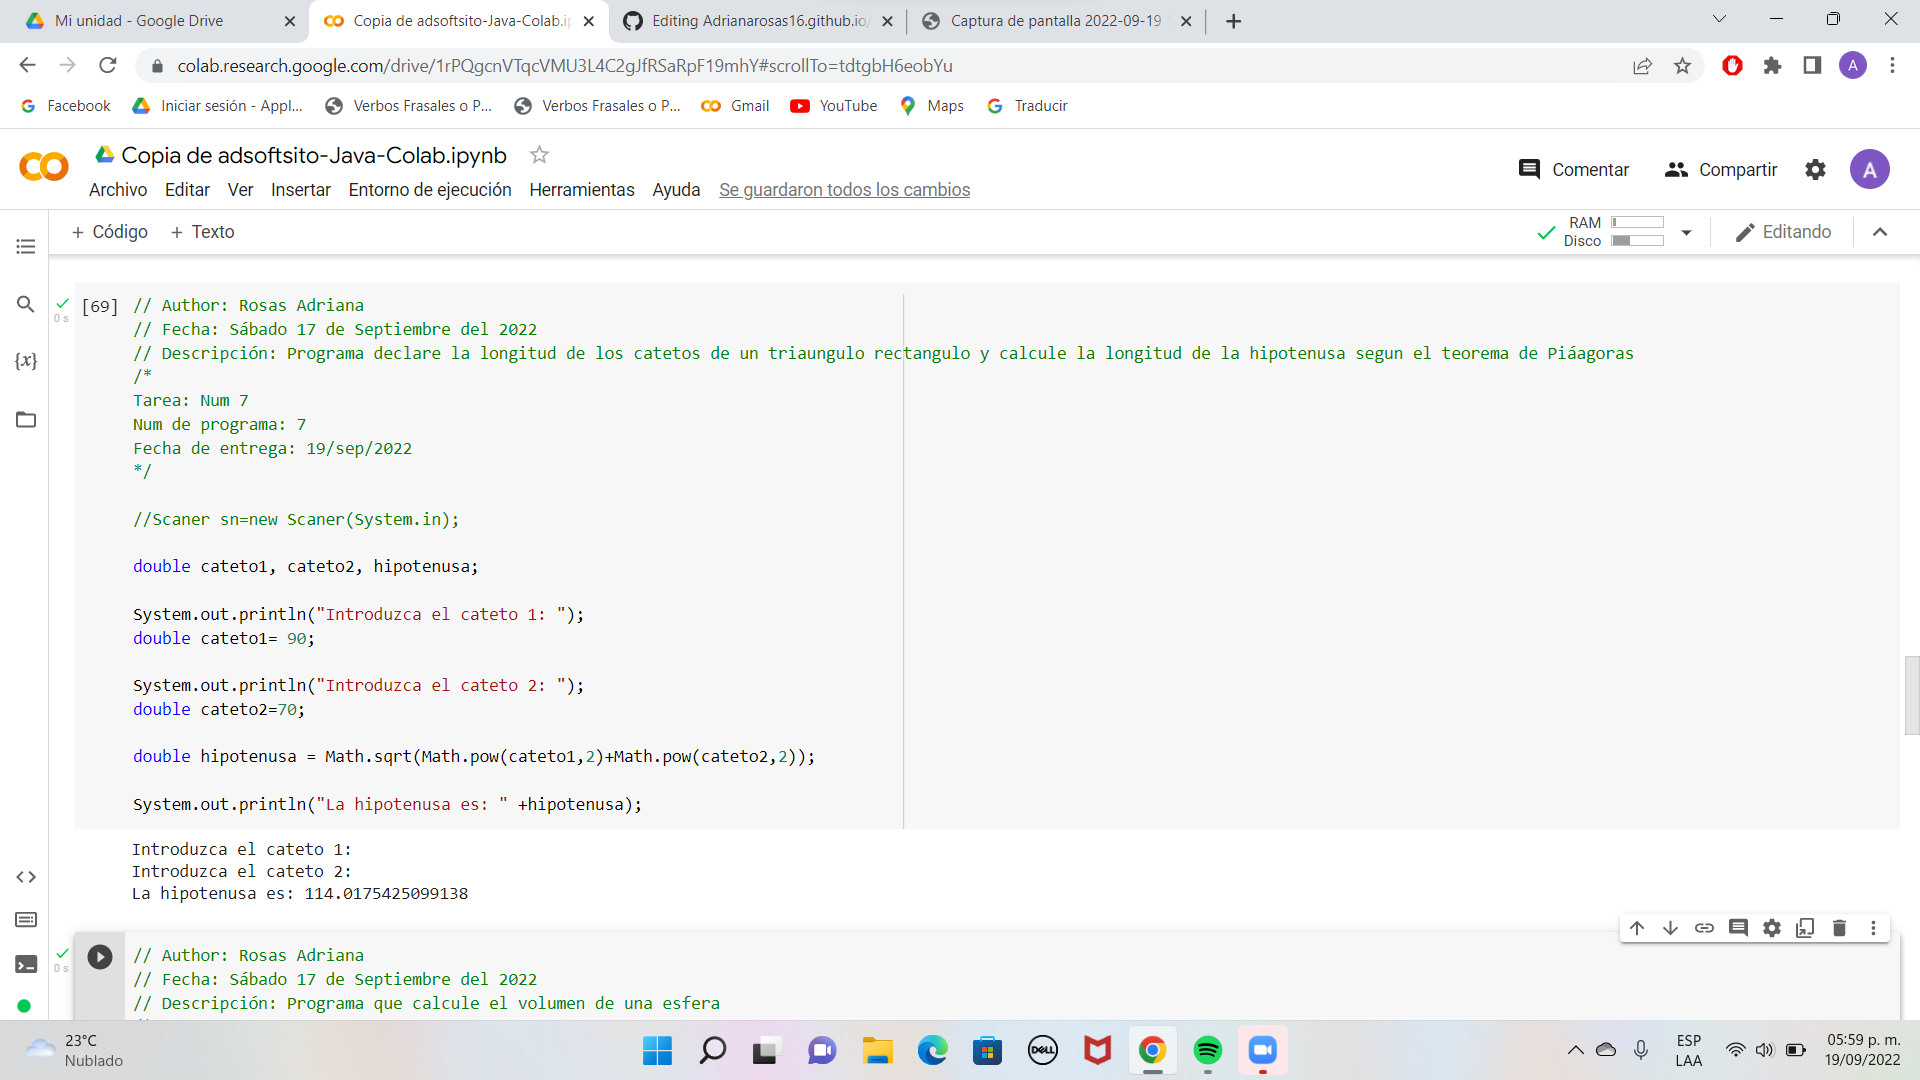 Mi unidad - Google Drive
Copia de adsoftsito-Java-Colab.ip
Editing Adrianarosas16.github.io/
Captura de pantalla 2022-09-19
colab.research.google.com/drive/1rPQgcnVTqcVMU3L4C2gJfRSaRpF19mhY#scrollTo=tdtgbH6eobYu
A
Facebook
Iniciar sesión - Appl...
Verbos Frasales o P...
Verbos Frasales o P...
Gmail
YouTube
Maps
Traducir
Copia de adsoftsito-Java-Colab.ipynb
Archivo Editar Ver Insertar Entorno de ejecución Herramientas Ayuda Se guardaron todos los cambios
Comentar
Compartir
A
+ Código + Texto
RAM
Disco
Editando
{x}
0 s
[69]
// Author: Rosas Adriana
// Fecha: Sábado 17 de Septiembre del 2022
// Descripción: Programa declare la longitud de los catetos de un triaungulo rectangulo y calcule la longitud de la hipotenusa segun el teorema de Piáagoras
/*
Tarea: Num 7
Num de programa: 7
Fecha de entrega: 19/sep/2022
*/
//Scaner sn=new Scaner(System.in);
double cateto1, cateto2, hipotenusa;
System.out.println("Introduzca el cateto 1: ");
double cateto1= 90;
System.out.println("Introduzca el cateto 2: ");
double cateto2=70;
double hipotenusa = Math.sqrt(Math.pow(cateto1,2)+Math.pow(cateto2,2));
System.out.println("La hipotenusa es: " +hipotenusa);
Introduzca el cateto 1:
Introduzca el cateto 2:
La hipotenusa es: 114.0175425099138
0 s
// Author: Rosas Adriana
// Fecha: Sábado 17 de Septiembre del 2022
// Descripción: Programa que calcule el volumen de una esfera
23°C
Nublado
DELL
ESP
LAA
05:59 p. m.
19/09/2022